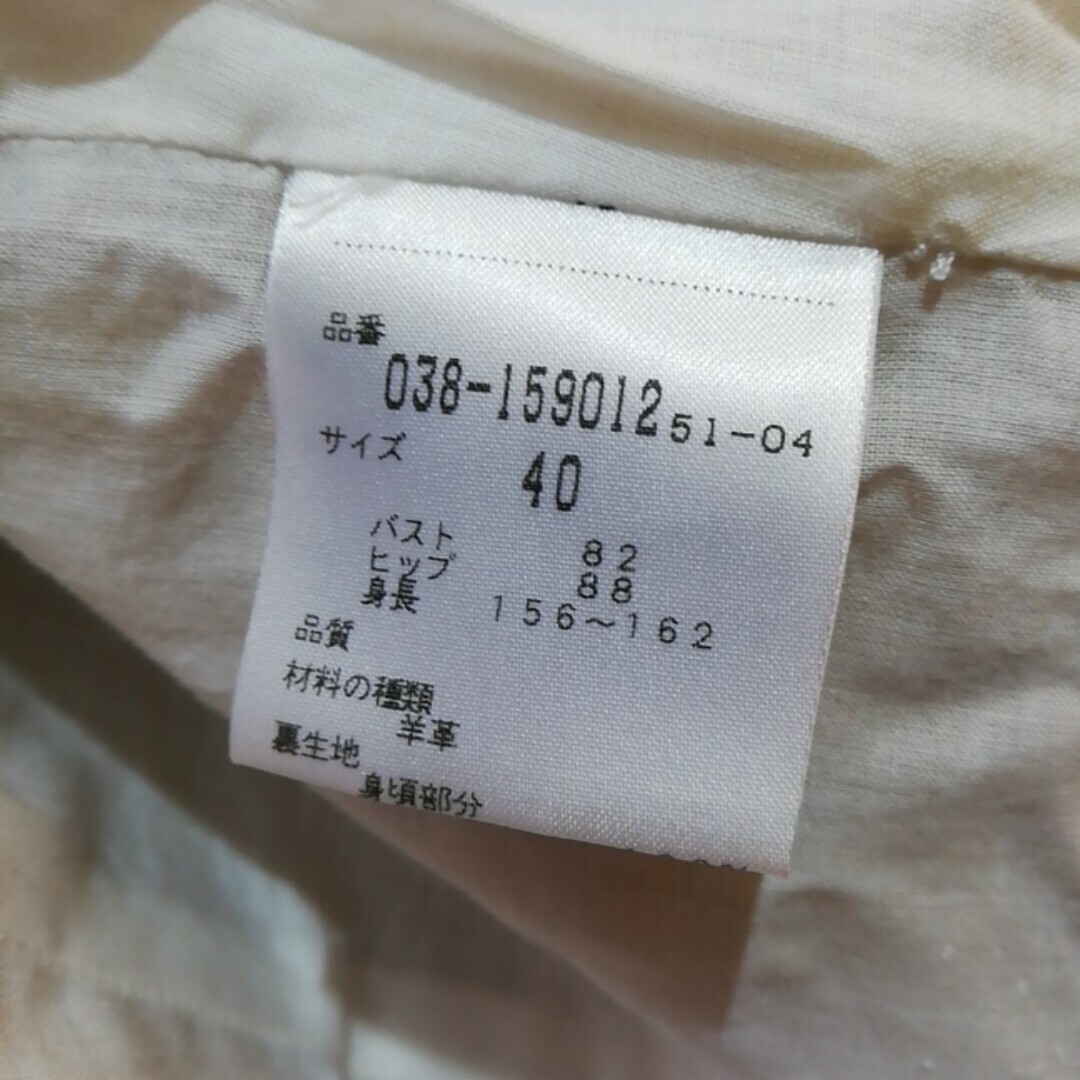 品番
038-159012 51-04
サイズ
40
バスト 82
ヒップ 88
身長 156～162
品質
材料の種類
羊革
裏生地
身頃部分